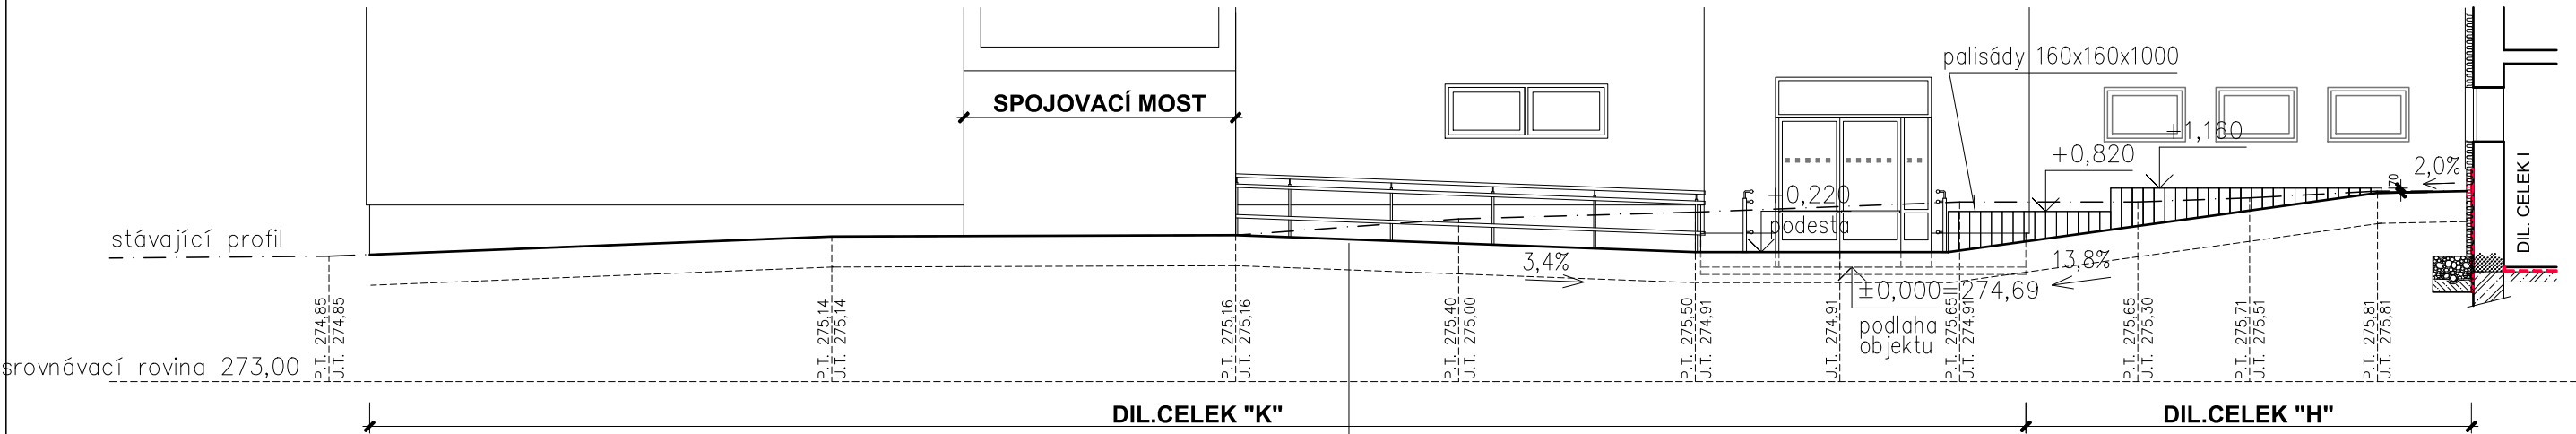 palisády 160x160x1000
SPOJOVACÍ MOST
+1,160
+0,820
2,0%
70
+0,220
podesta
stávající profil
3,4%
13,8%
±0,000=274,69
podlaha
objektu
DIL. CELEK I
srovnávací rovina 273,00
P.T. 274,85
U.T. 274,85
P.T. 275,14
U.T. 275,14
P.T. 275,16
U.T. 275,16
P.T. 275,40
U.T. 275,00
P.T. 275,50
U.T. 274,91
U.T. 274,91
P.T. 275,65
U.T. 274,91
P.T. 275,65
U.T. 275,30
P.T. 275,71
U.T. 275,51
P.T. 275,81
U.T. 275,81
DIL.CELEK "K"
DIL.CELEK "H"